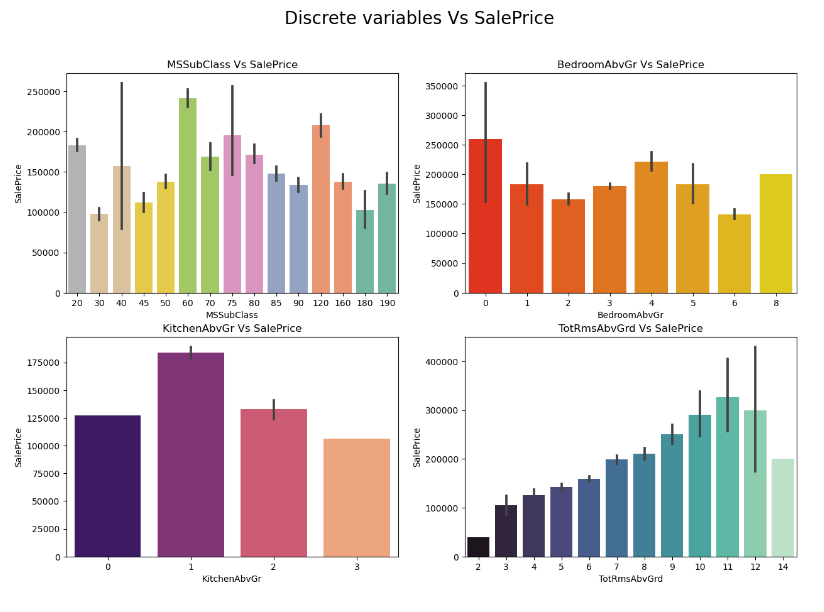 Discrete variables Vs SalePrice
MSSubClass Vs SalePrice
SalePrice
250000
200000
150000
100000
50000
0
20 30 40 45 50 60 70 75 80 85 90 120 160 180 190
MSSubClass
BedroomAbvGr Vs SalePrice
SalePrice
350000
300000
250000
200000
150000
100000
50000
0
0 1 2 3 4 5 6 8
BedroomAbvGr
KitchenAbvGr Vs SalePrice
SalePrice
175000
150000
125000
100000
75000
50000
25000
0
0 1 2 3
KitchenAbvGr
TotRmsAbvGrd Vs SalePrice
SalePrice
400000
300000
200000
100000
0
2 3 4 5 6 7 8 9 10 11 12 14
TotRmsAbvGrd